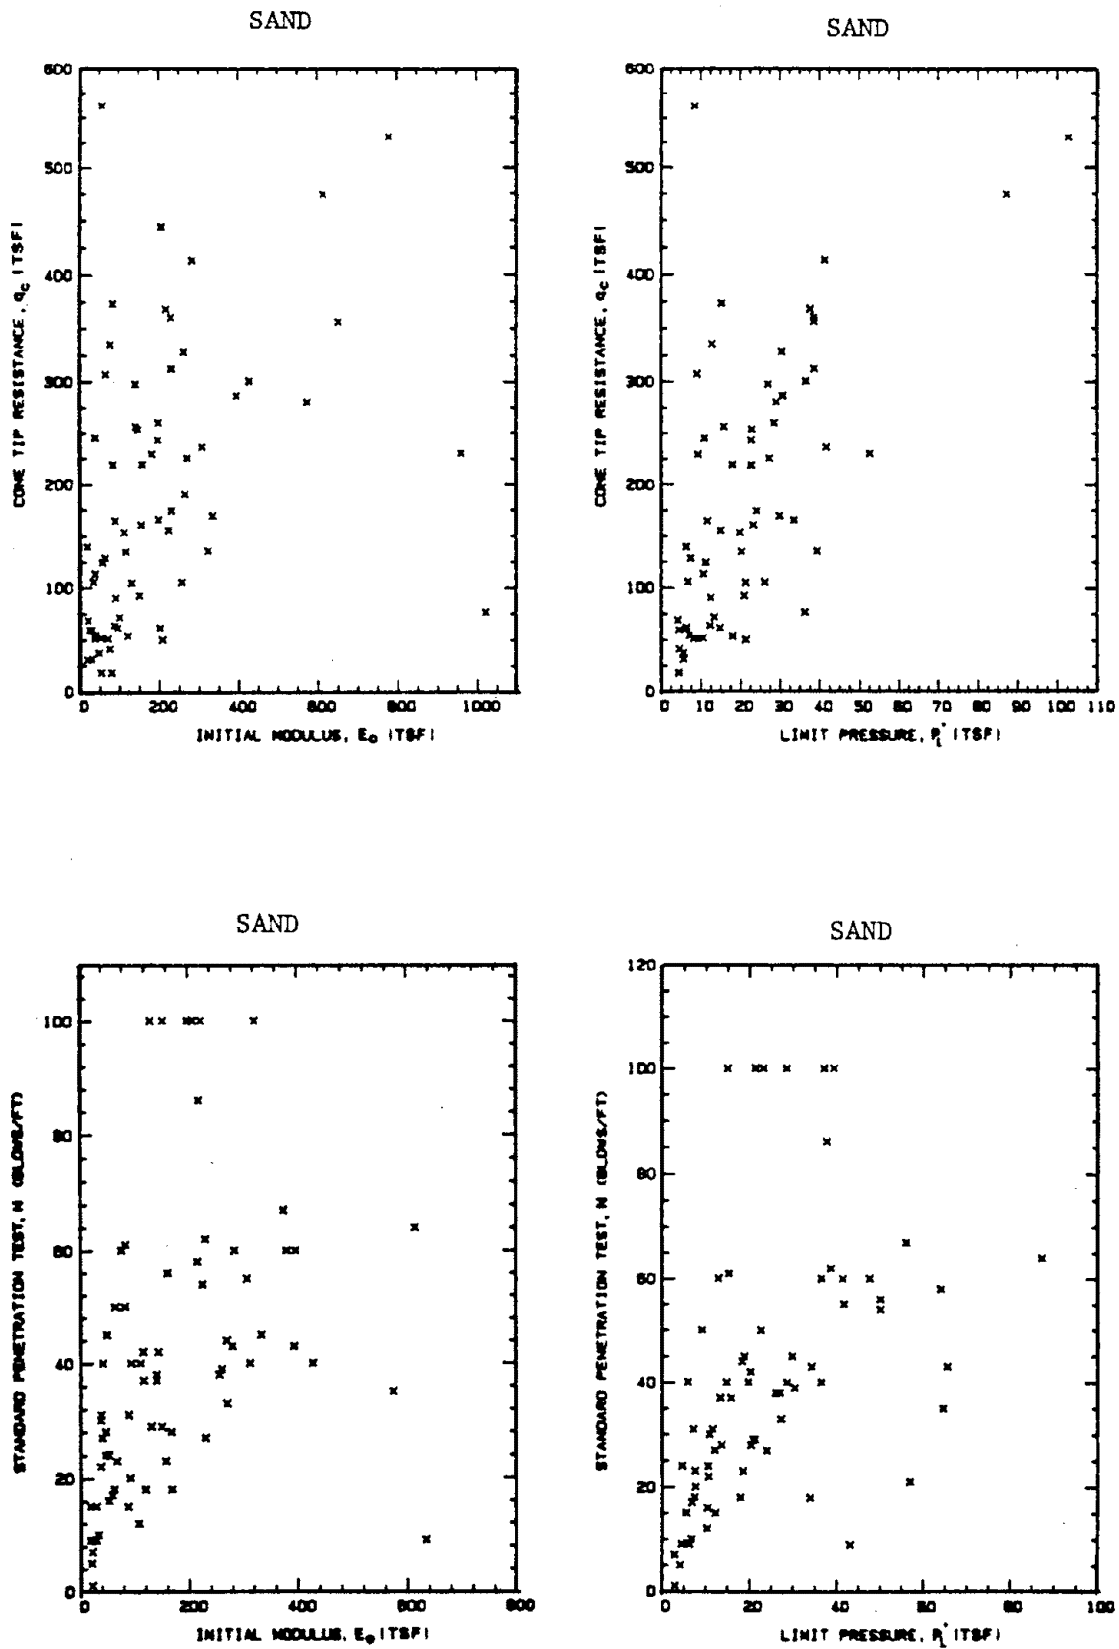 SAND
600
500
400
300
200
100
0
CONE TIP RESISTANCE, qc (TSF)
0 200 400 600 800 1000
INITIAL MODULUS, Eo (TSF)
SAND
600
500
400
300
200
100
0
CONE TIP RESISTANCE, qc (TSF)
0 10 20 30 40 50 60 70 80 90 100 110
LIMIT PRESSURE, PL* (TSF)
SAND
100
80
60
40
20
0
STANDARD PENETRATION TEST, N (BLOWS/FT)
0 200 400 600 800
INITIAL MODULUS, Eo (TSF)
SAND
120
100
80
60
40
20
0
STANDARD PENETRATION TEST, N (BLOWS/FT)
0 20 40 60 80 100
LIMIT PRESSURE, PL* (TSF)